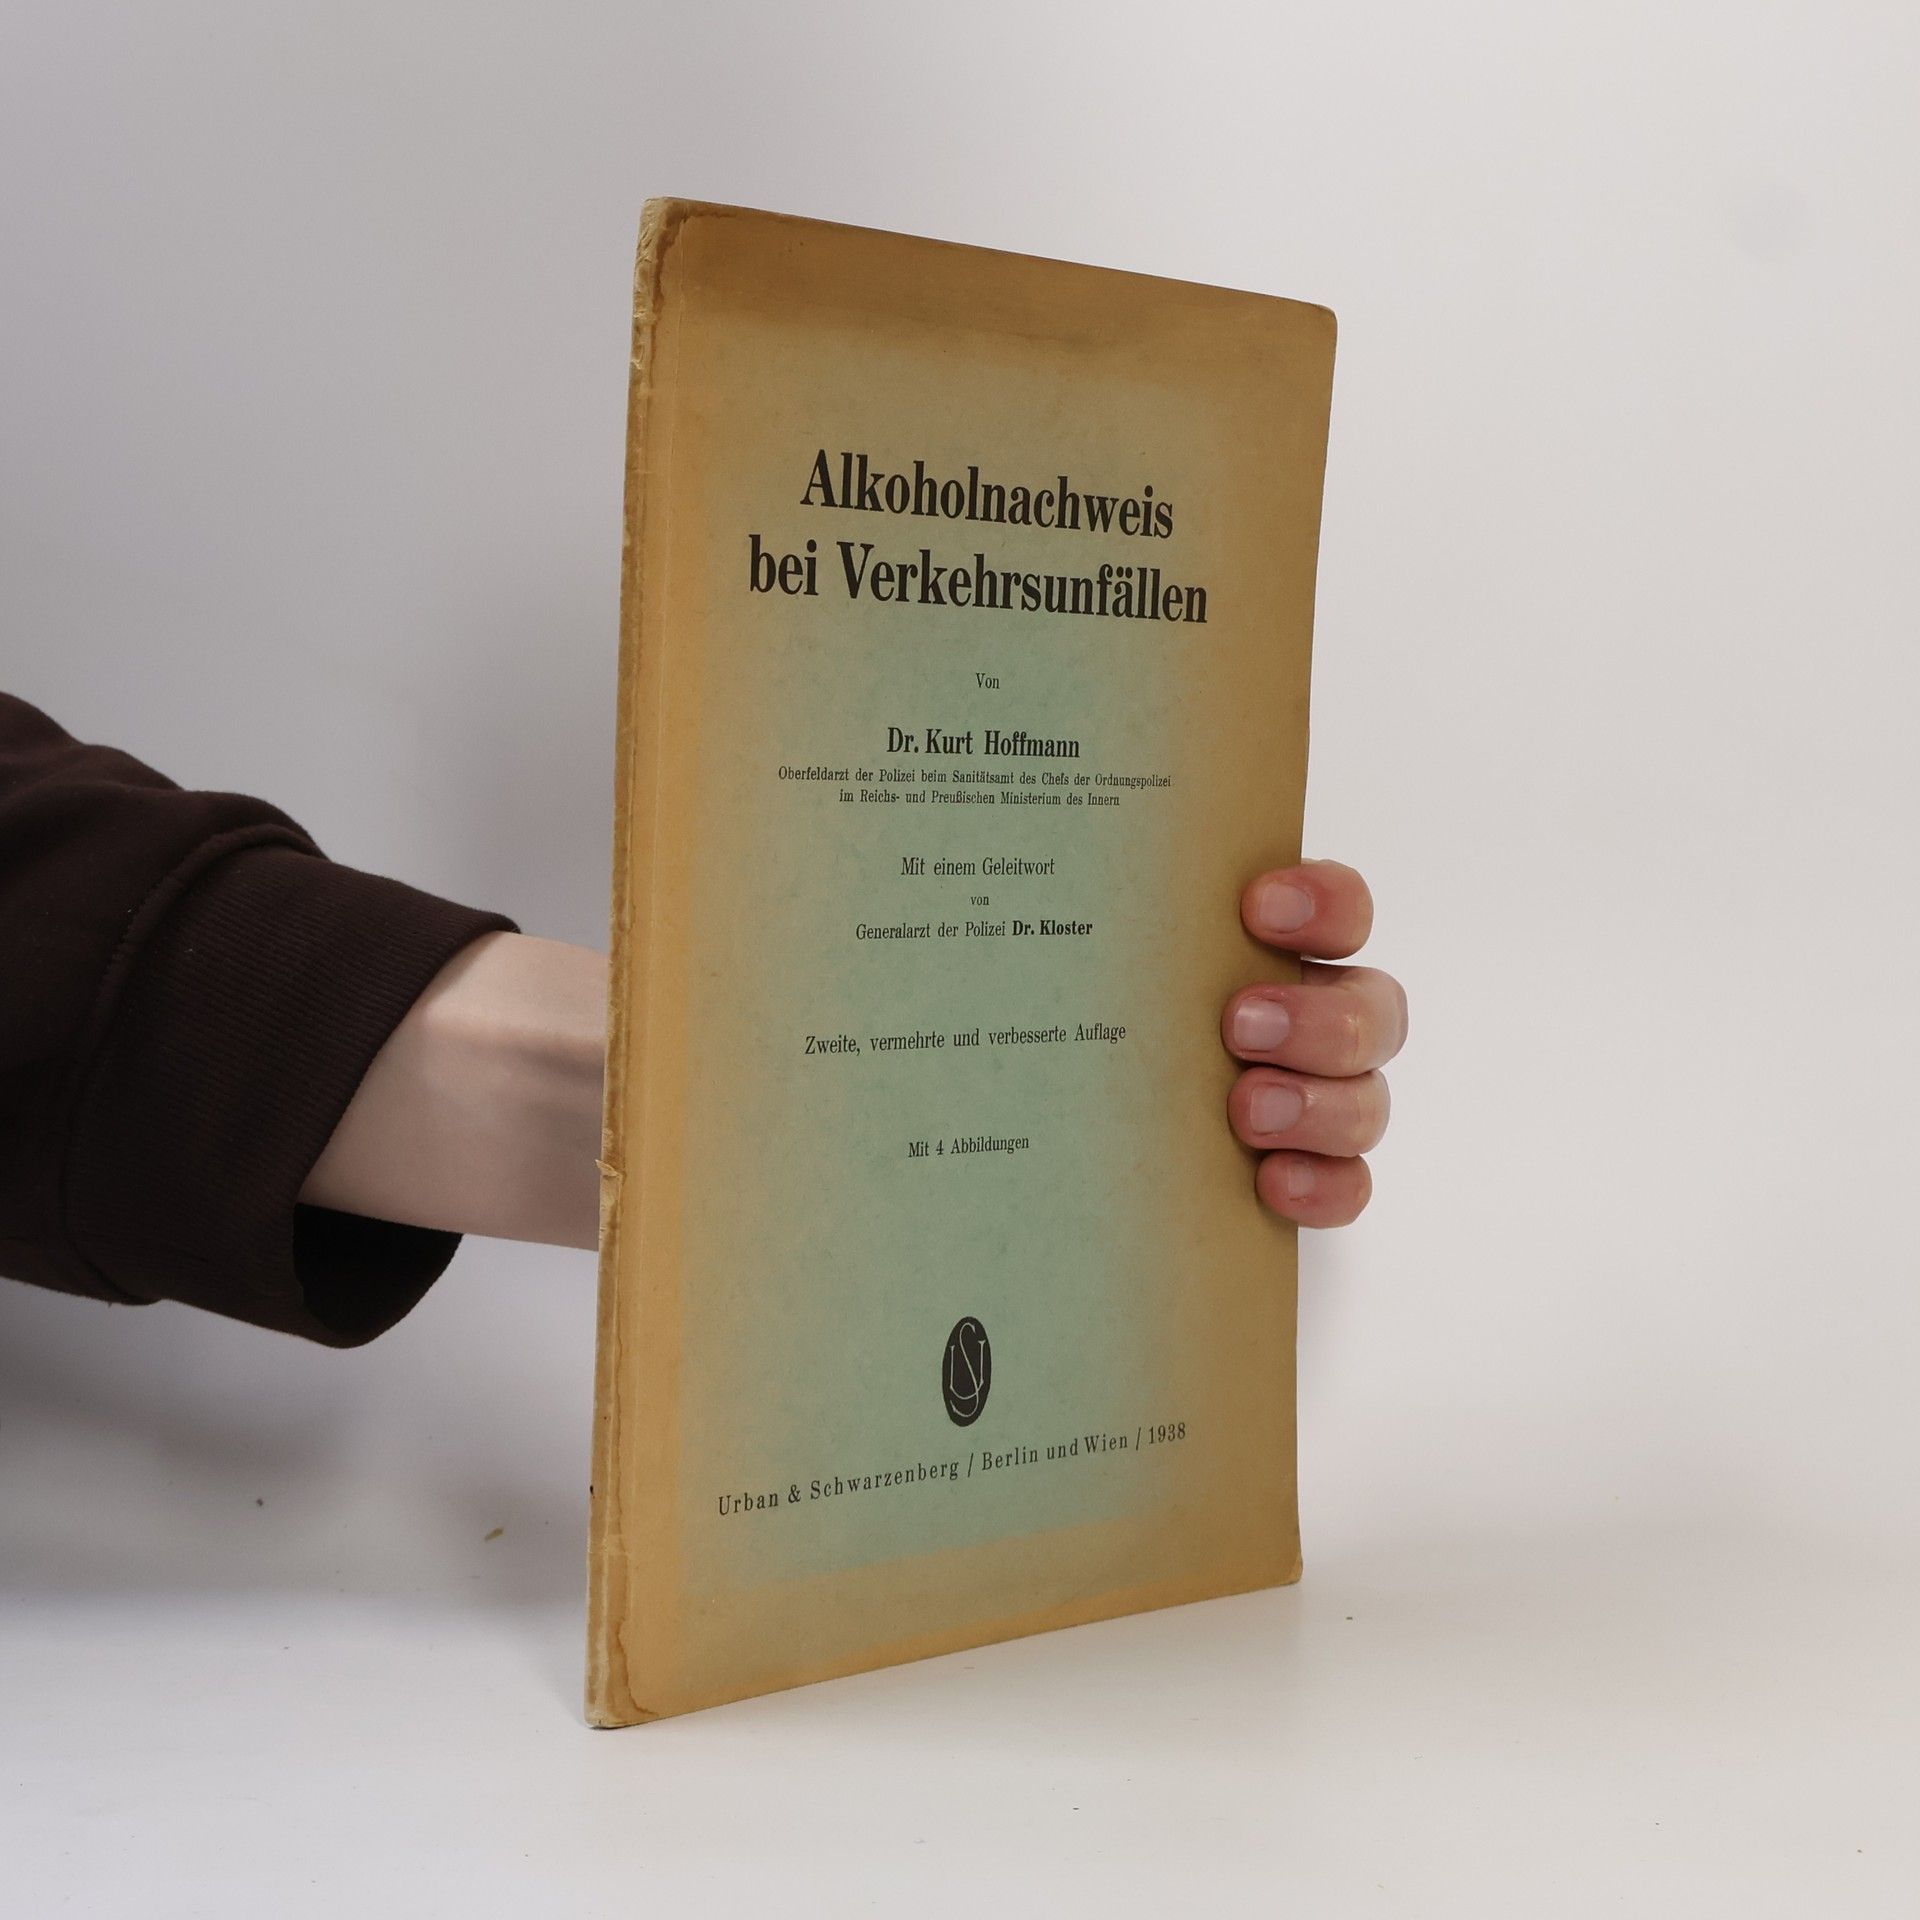 Alkoholnachweis
bei Verkehrsunfällen
Von
Dr. Kurt Hoffmann
Oberfeldarzt der Polizei beim Sanitätsamt des Chefs der Ordnungspolizei
im Reichs- und Preußischen Ministerium des Innern
Mit einem Geleitwort
von
Generalarzt der Polizei Dr. Kloster
Zweite, vermehrte und verbesserte Auflage
Mit 4 Abbildungen
US
Urban & Schwarzenberg / Berlin und Wien / 1938